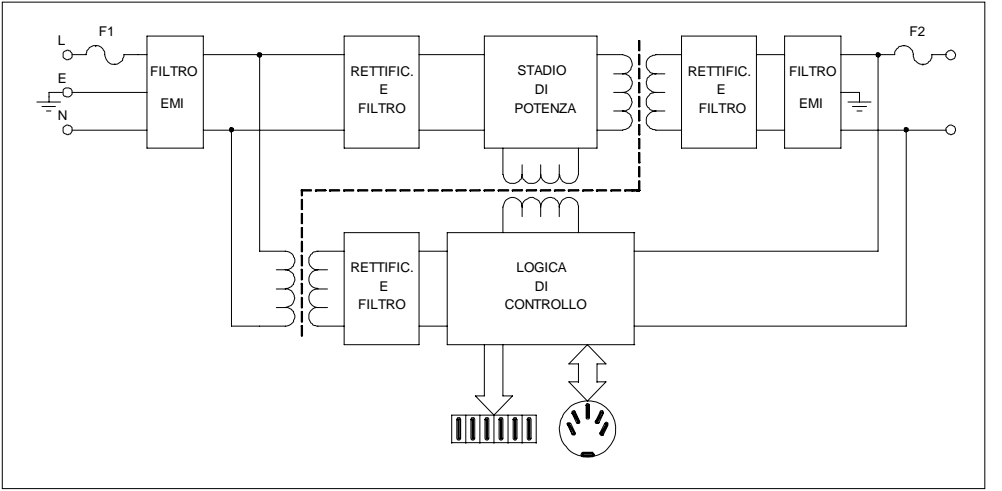 F1
F2
L
E
N
FILTRO
EMI
RETTIFIC.
E
FILTRO
STADIO
DI
POTENZA
RETTIFIC.
E
FILTRO
FILTRO
EMI
RETTIFIC.
E
FILTRO
LOGICA
DI
CONTROLLO